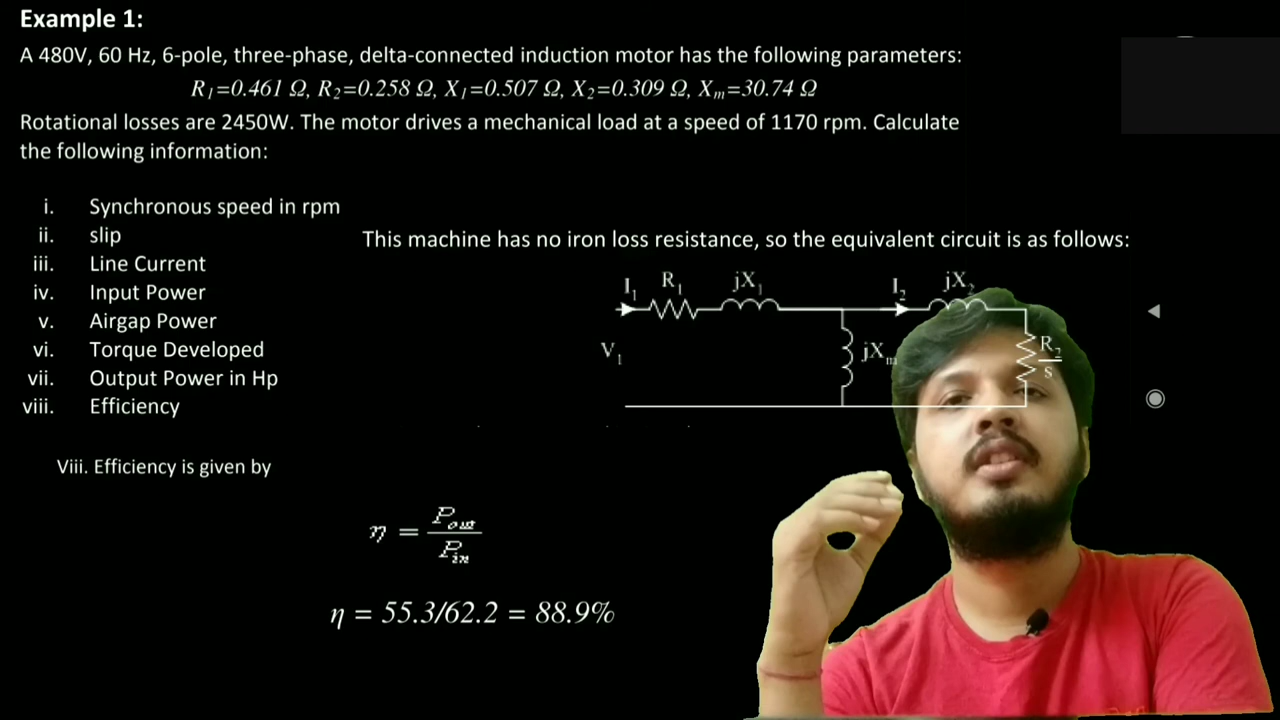 Example 1:
A 480V, 60 Hz, 6-pole, three-phase, delta-connected induction motor has the following parameters:
R1=0.461 Ω, R2=0.258 Ω, X1=0.507 Ω, X2=0.309 Ω, Xm=30.74 Ω
Rotational losses are 2450W. The motor drives a mechanical load at a speed of 1170 rpm. Calculate
the following information:
i. Synchronous speed in rpm
ii. slip
iii. Line Current
iv. Input Power
v. Airgap Power
vi. Torque Developed
vii. Output Power in Hp
viii. Efficiency
This machine has no iron loss resistance, so the equivalent circuit is as follows:
I1 R1 jX1 I2 jX2
V1 jXm R2/s
Viii. Efficiency is given by
η = Pout/Pin
η = 55.3/62.2 = 88.9%